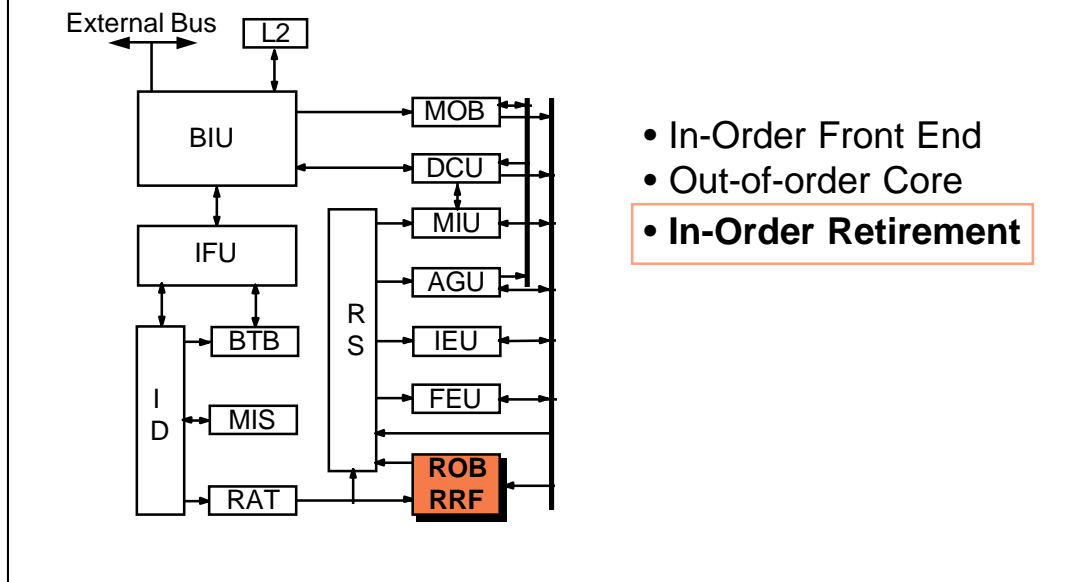 External Bus
L2
BIU
MOB
DCU
MIU
IFU
AGU
R
S
BTB
IEU
I
D
MIS
FEU
RAT
ROB
RRF
• In-Order Front End
• Out-of-order Core
• In-Order Retirement